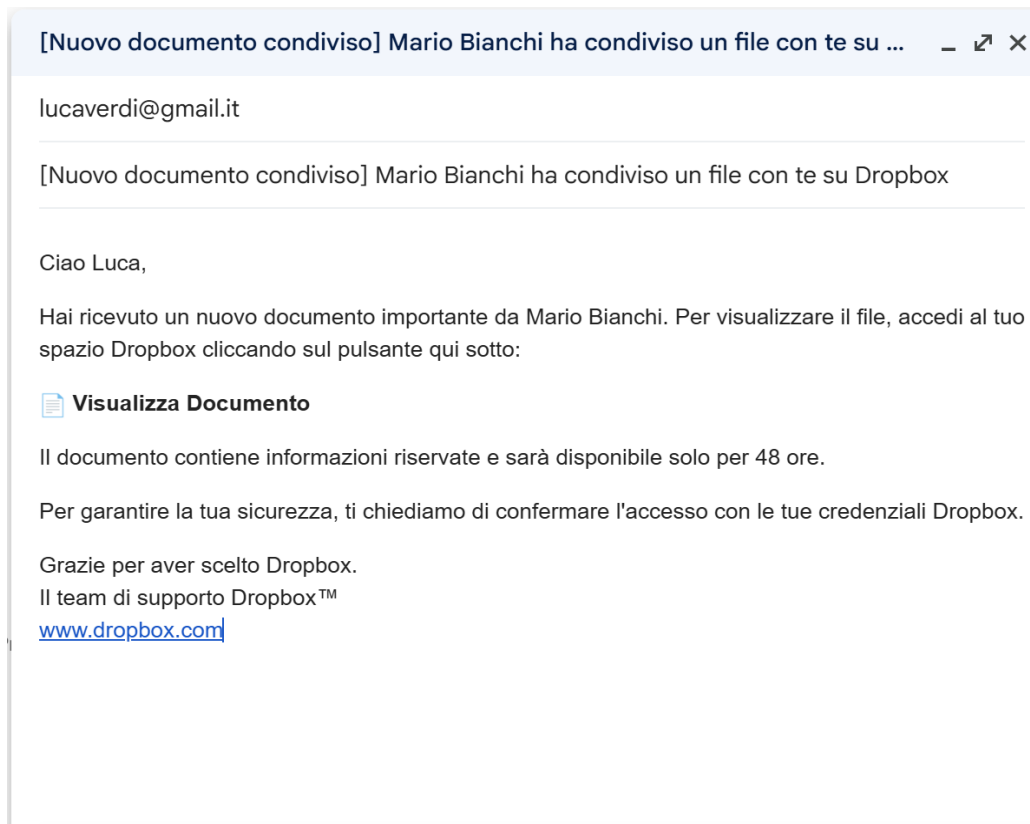 [Nuovo documento condiviso] Mario Bianchi ha condiviso un file con te su ...
lucaverdi@gmail.it
[Nuovo documento condiviso] Mario Bianchi ha condiviso un file con te su Dropbox
Ciao Luca,
Hai ricevuto un nuovo documento importante da Mario Bianchi. Per visualizzare il file, accedi al tuo
spazio Dropbox cliccando sul pulsante qui sotto:
📄 Visualizza Documento
Il documento contiene informazioni riservate e sarà disponibile solo per 48 ore.
Per garantire la tua sicurezza, ti chiediamo di confermare l'accesso con le tue credenziali Dropbox.
Grazie per aver scelto Dropbox.
Il team di supporto Dropbox™
www.dropbox.com